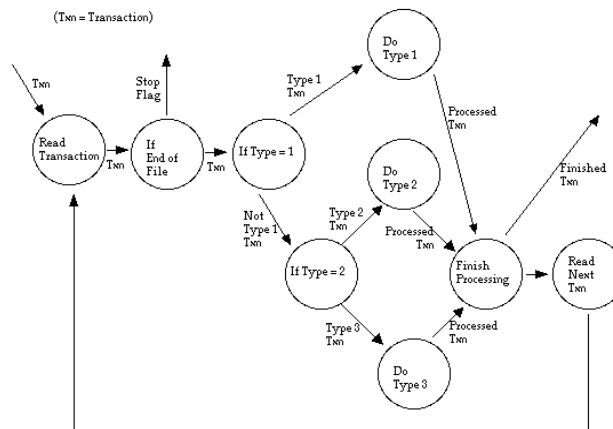 (Txn = Transaction)
Txn
Read
Transaction
Txn
Stop
Flag
If
End of
File
Txn
If Type = 1
Type 1
Txn
Do
Type 1
Processed
Txn
Not
Type 1
Txn
If Type = 2
Type 2
Txn
Do
Type 2
Processed
Txn
Type 3
Txn
Do
Type 3
Processed
Txn
Finish
Processing
Finished
Txn
Read
Next
Txn